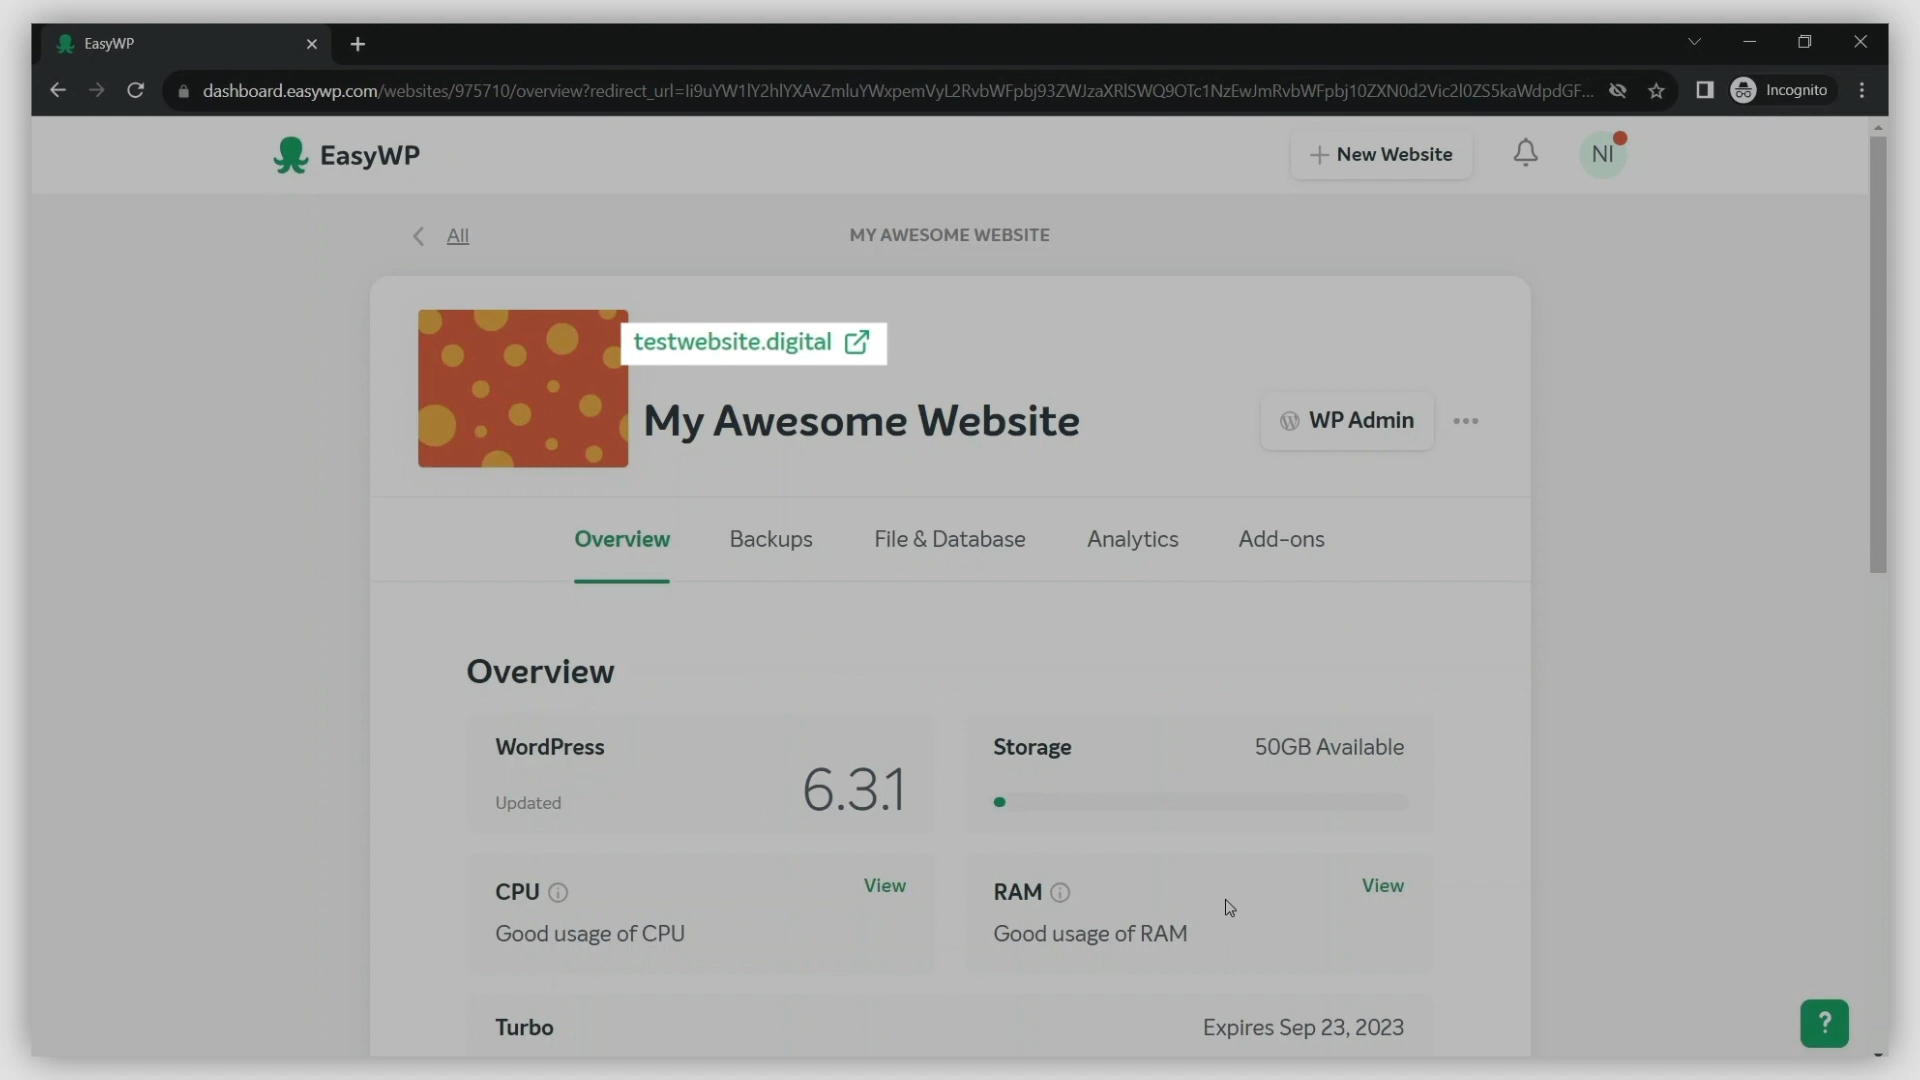 EasyWP
dashboard.easywp.com/websites/975710/overview?redirect_url=Ii9uYW1lY2hlYXAvZmluYWxpemVyL2RvbWFpbj93ZWJzaXRlSWQ9OTc1NzEwJmRvbWFpbj10ZXN0d2Vic2l0ZS5kaWdpdGF...
Incognito
EasyWP
New Website
NI
All
MY AWESOME WEBSITE
testwebsite.digital
My Awesome Website
WP Admin
Overview Backups File & Database Analytics Add-ons
Overview
WordPress
Updated
6.3.1
Storage
50GB Available
CPU
View
Good usage of CPU
RAM
View
Good usage of RAM
Turbo
Expires Sep 23, 2023
?